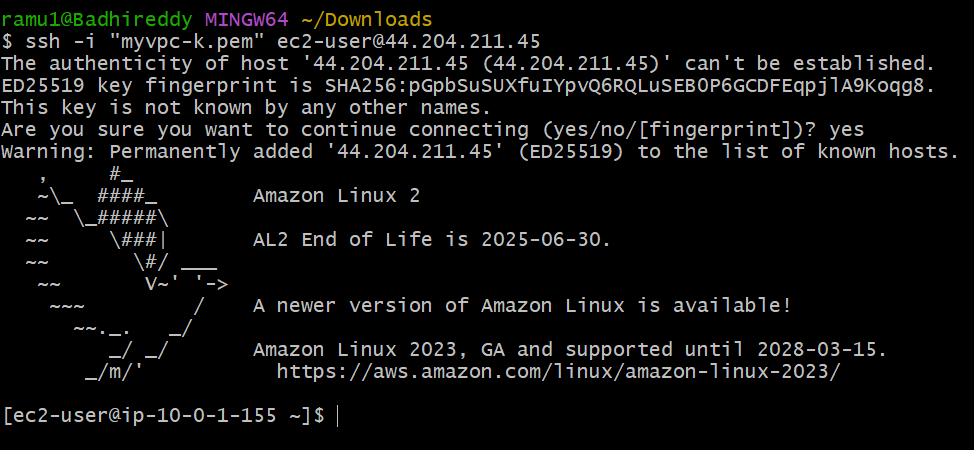 ramu1@Badhireddy MINGW64 ~/Downloads
$ ssh -i "myvpc-k.pem" ec2-user@44.204.211.45
The authenticity of host '44.204.211.45 (44.204.211.45)' can't be established.
ED25519 key fingerprint is SHA256:pGpbSuSUXfuIYpvQ6RQLuSEB0P6GCDFEqpjlA9Koqg8.
This key is not known by any other names.
Are you sure you want to continue connecting (yes/no/[fingerprint])? yes
Warning: Permanently added '44.204.211.45' (ED25519) to the list of known hosts.
   ,     #_
   ~\_  ####_        Amazon Linux 2
  ~~  \_#####\
  ~~     \###|       AL2 End of Life is 2025-06-30.
  ~~       \#/ ___
   ~~       V~' '->
    ~~~         /    A newer version of Amazon Linux is available!
      ~~._.   _/
         _/ _/       Amazon Linux 2023, GA and supported until 2028-03-15.
       _/m/'           https://aws.amazon.com/linux/amazon-linux-2023/
[ec2-user@ip-10-0-1-155 ~]$